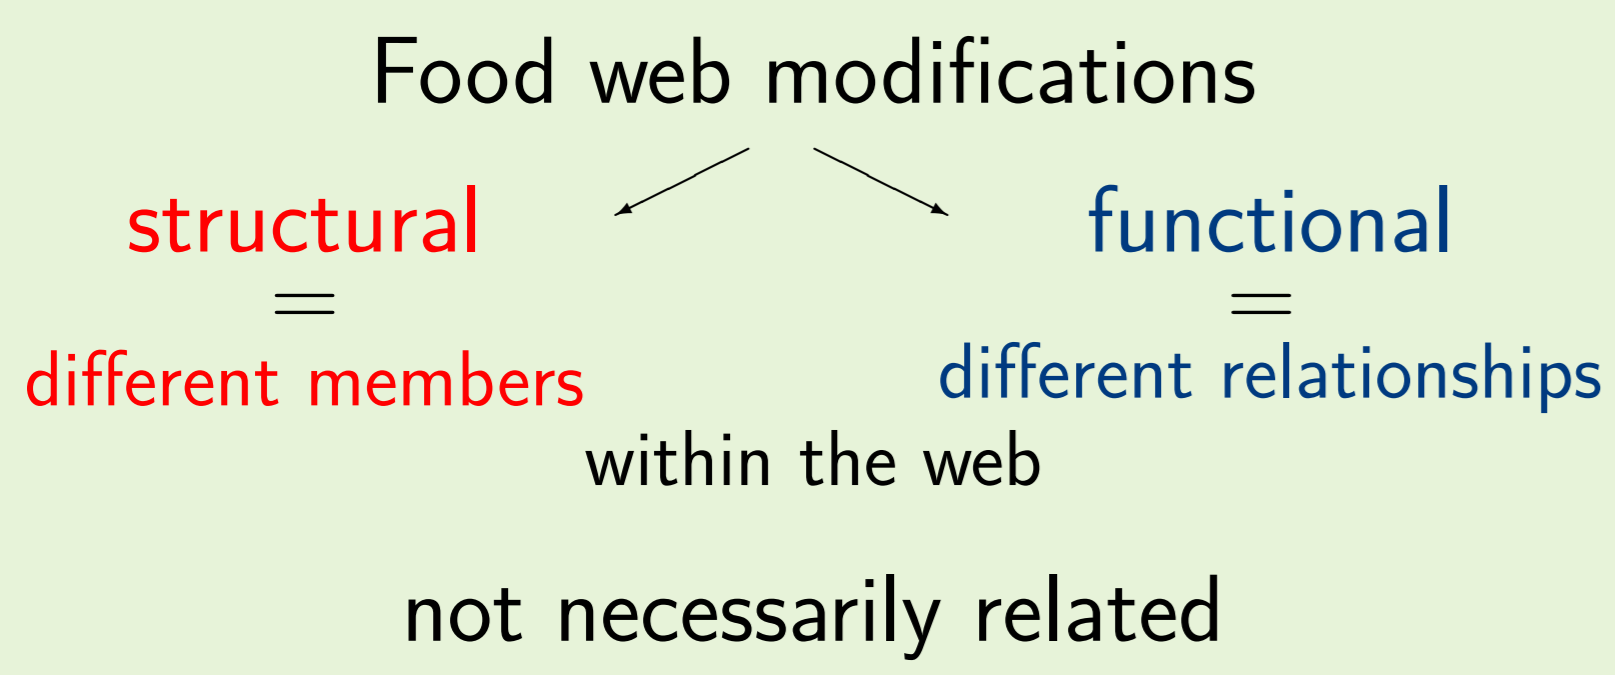 Food web modifications
structural
functional
=
=
different members
different relationships
within the web
not necessarily related